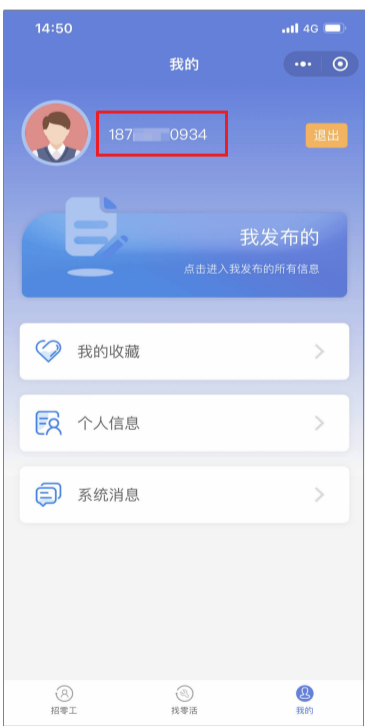 14:50
4G
我的
187 0934
退出
我发布的
点击进入我发布的所有信息
我的收藏
个人信息
系统消息
招零工
找零活
我的